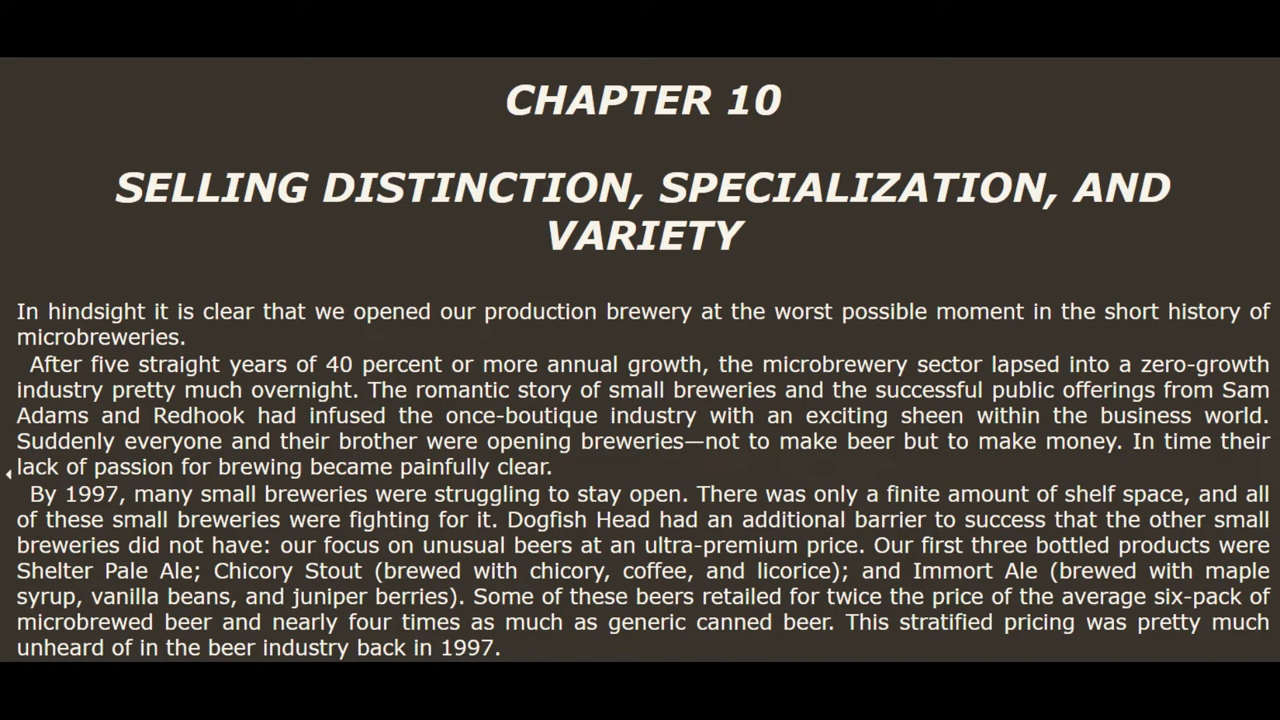 CHAPTER 10
SELLING DISTINCTION, SPECIALIZATION, AND
VARIETY
In hindsight it is clear that we opened our production brewery at the worst possible moment in the short history of
microbreweries.
After five straight years of 40 percent or more annual growth, the microbrewery sector lapsed into a zero-growth
industry pretty much overnight. The romantic story of small breweries and the successful public offerings from Sam
Adams and Redhook had infused the once-boutique industry with an exciting sheen within the business world.
Suddenly everyone and their brother were opening breweries—not to make beer but to make money. In time their
lack of passion for brewing became painfully clear.
By 1997, many small breweries were struggling to stay open. There was only a finite amount of shelf space, and all
of these small breweries were fighting for it. Dogfish Head had an additional barrier to success that the other small
breweries did not have: our focus on unusual beers at an ultra-premium price. Our first three bottled products were
Shelter Pale Ale; Chicory Stout (brewed with chicory, coffee, and licorice); and Immort Ale (brewed with maple
syrup, vanilla beans, and juniper berries). Some of these beers retailed for twice the price of the average six-pack of
microbrewed beer and nearly four times as much as generic canned beer. This stratified pricing was pretty much
unheard of in the beer industry back in 1997.